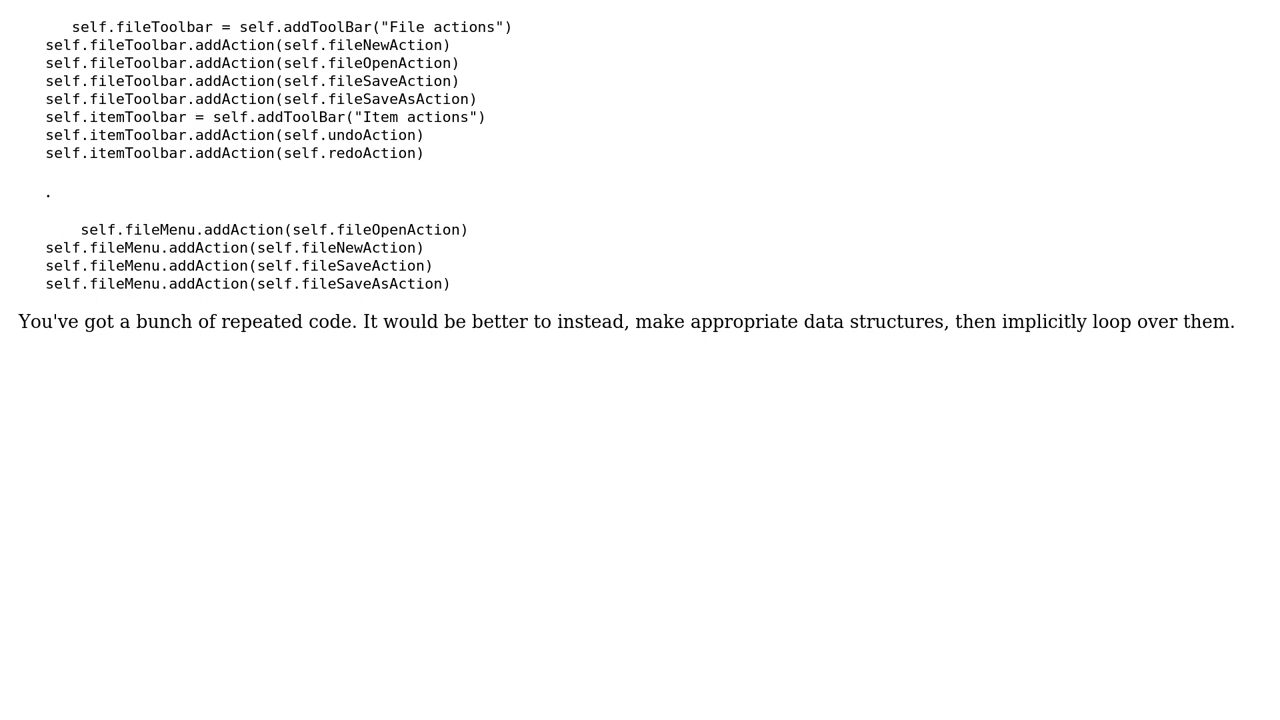 self.fileToolbar = self.addToolBar("File actions")
self.fileToolbar.addAction(self.fileNewAction)
self.fileToolbar.addAction(self.fileOpenAction)
self.fileToolbar.addAction(self.fileSaveAction)
self.fileToolbar.addAction(self.fileSaveAsAction)
self.itemToolbar = self.addToolBar("Item actions")
self.itemToolbar.addAction(self.undoAction)
self.itemToolbar.addAction(self.redoAction)
.
self.fileMenu.addAction(self.fileOpenAction)
self.fileMenu.addAction(self.fileNewAction)
self.fileMenu.addAction(self.fileSaveAction)
self.fileMenu.addAction(self.fileSaveAsAction)
You've got a bunch of repeated code. It would be better to instead, make appropriate data structures, then implicitly loop over them.